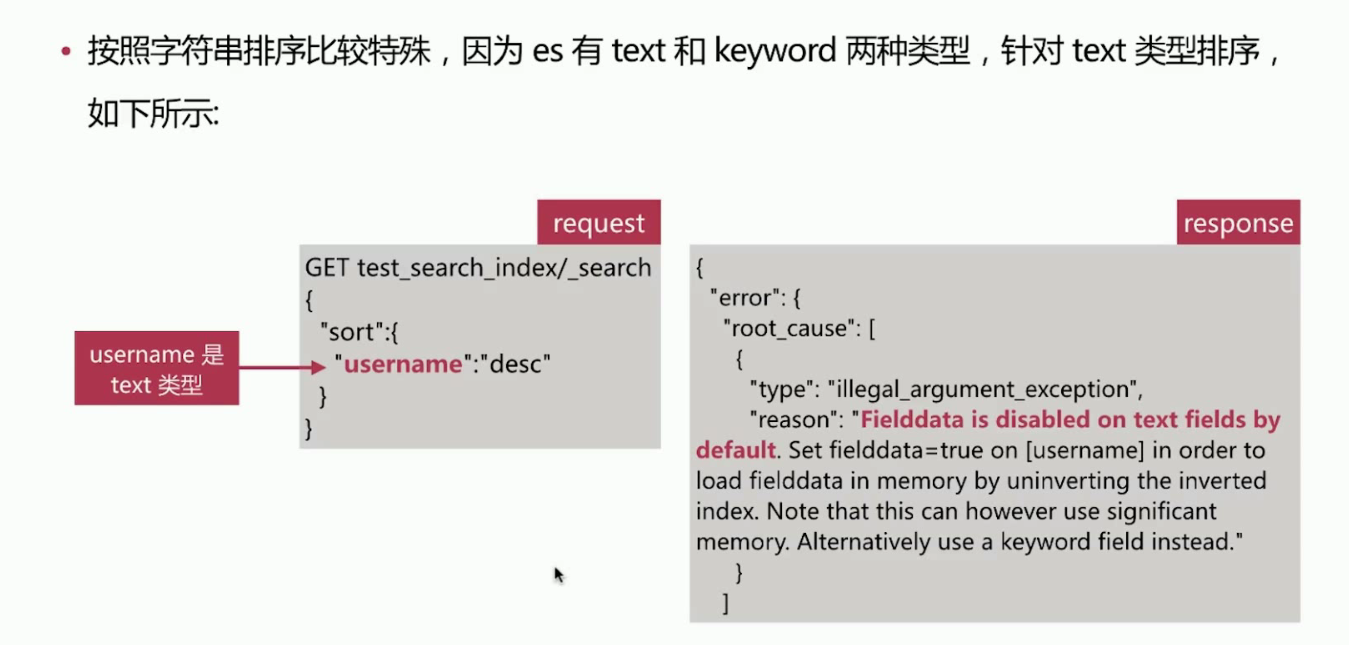 • 按照字符串排序比较特殊，因为 es 有 text 和 keyword 两种类型，针对 text 类型排序，
如下所示:
request
GET test_search_index/_search
{
"sort":{
"username":"desc"
}
}
username 是
text 类型
response
{
"error": {
"root_cause": [
{
"type": "illegal_argument_exception",
"reason": "Fielddata is disabled on text fields by
default. Set fielddata=true on [username] in order to
load fielddata in memory by uninverting the inverted
index. Note that this can however use significant
memory. Alternatively use a keyword field instead."
}
]